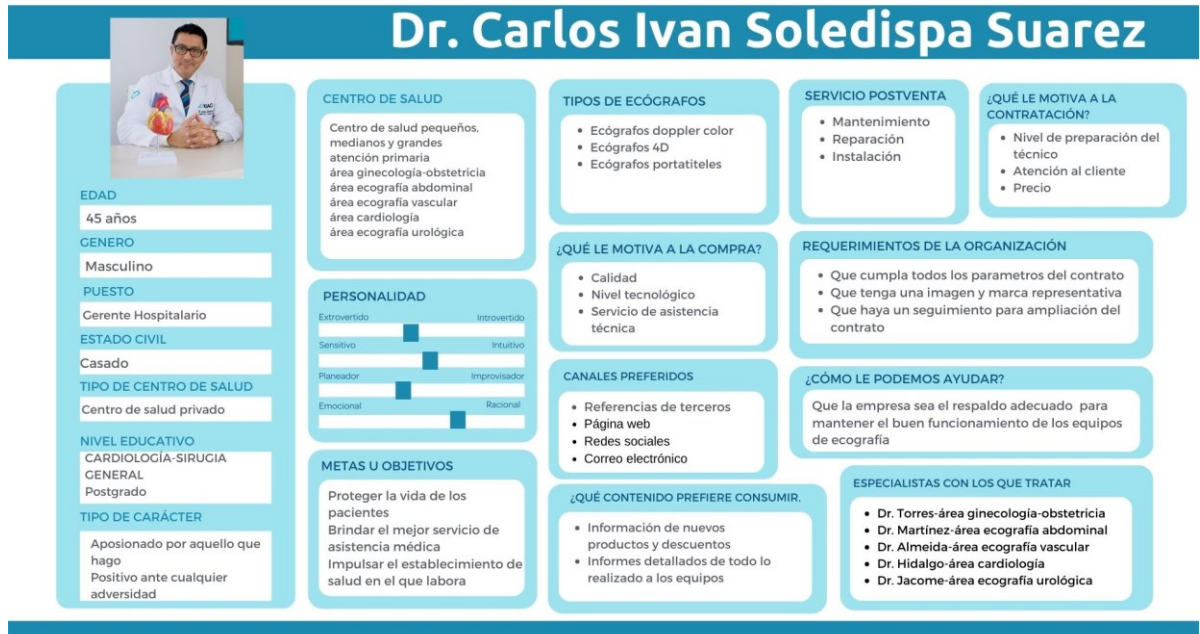 Dr. Carlos Ivan Soledispa Suarez
EDAD
45 años
GENERO
Masculino
PUESTO
Gerente Hospitalario
ESTADO CIVIL
Casado
TIPO DE CENTRO DE SALUD
Centro de salud privado
NIVEL EDUCATIVO
CARDIOLOGÍA-SIRUGIA
GENERAL
Postgrado
TIPO DE CARÁCTER
Aposionado por aquello que
hago
Positivo ante cualquier
adversidad
CENTRO DE SALUD
Centro de salud pequeños,
medianos y grandes
atención primaria
área ginecología-obstetricia
área ecografía abdominal
área ecografía vascular
área cardiología
área ecografía urológica
PERSONALIDAD
Extrovertido Introvertido
Sensitivo Intuitivo
Planeador Improvisador
Emocional Racional
METAS U OBJETIVOS
Proteger la vida de los
pacientes
Brindar el mejor servicio de
asistencia médica
Impulsar el establecimiento de
salud en el que labora
TIPOS DE ECÓGRAFOS
• Ecógrafos doppler color
• Ecógrafos 4D
• Ecógrafos portatiteles
¿QUÉ LE MOTIVA A LA COMPRA?
• Calidad
• Nivel tecnológico
• Servicio de asistencia
técnica
CANALES PREFERIDOS
• Referencias de terceros
• Página web
• Redes sociales
• Correo electrónico
¿QUÉ CONTENIDO PREFIERE CONSUMIR.
• Información de nuevos
productos y descuentos
• Informes detallados de todo lo
realizado a los equipos
SERVICIO POSTVENTA
• Mantenimiento
• Reparación
• Instalación
¿QUÉ LE MOTIVA A LA
CONTRATACIÓN?
• Nivel de preparación del
técnico
• Atención al cliente
• Precio
REQUERIMIENTOS DE LA ORGANIZACIÓN
• Que cumpla todos los parametros del contrato
• Que tenga una imagen y marca representativa
• Que haya un seguimiento para ampliación del
contrato
¿CÓMO LE PODEMOS AYUDAR?
Que la empresa sea el respaldo adecuado para
mantener el buen funcionamiento de los equipos
de ecografía
ESPECIALISTAS CON LOS QUE TRATAR
• Dr. Torres-área ginecología-obstetricia
• Dr. Martínez-área ecografía abdominal
• Dr. Almeida-área ecografía vascular
• Dr. Hidalgo-área cardiología
• Dr. Jacome-área ecografía urológica